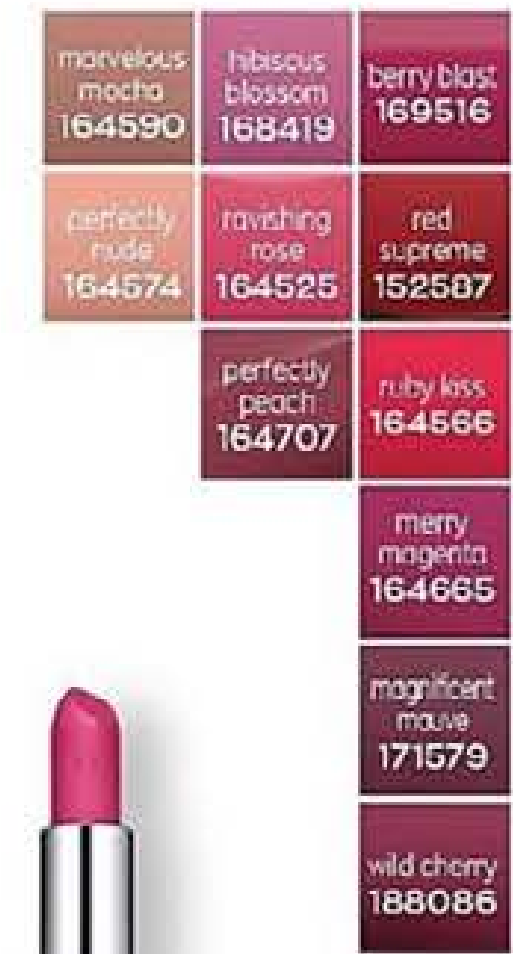 marvelous
mocha
164590
hibiscus
blossom
168419
berry blast
169516
perfectly
nude
164574
ravishing
rose
164525
red
supreme
152587
perfectly
peach
164707
ruby kiss
164566
merry
magenta
164665
magnificent
mauve
171579
wild cherry
188086